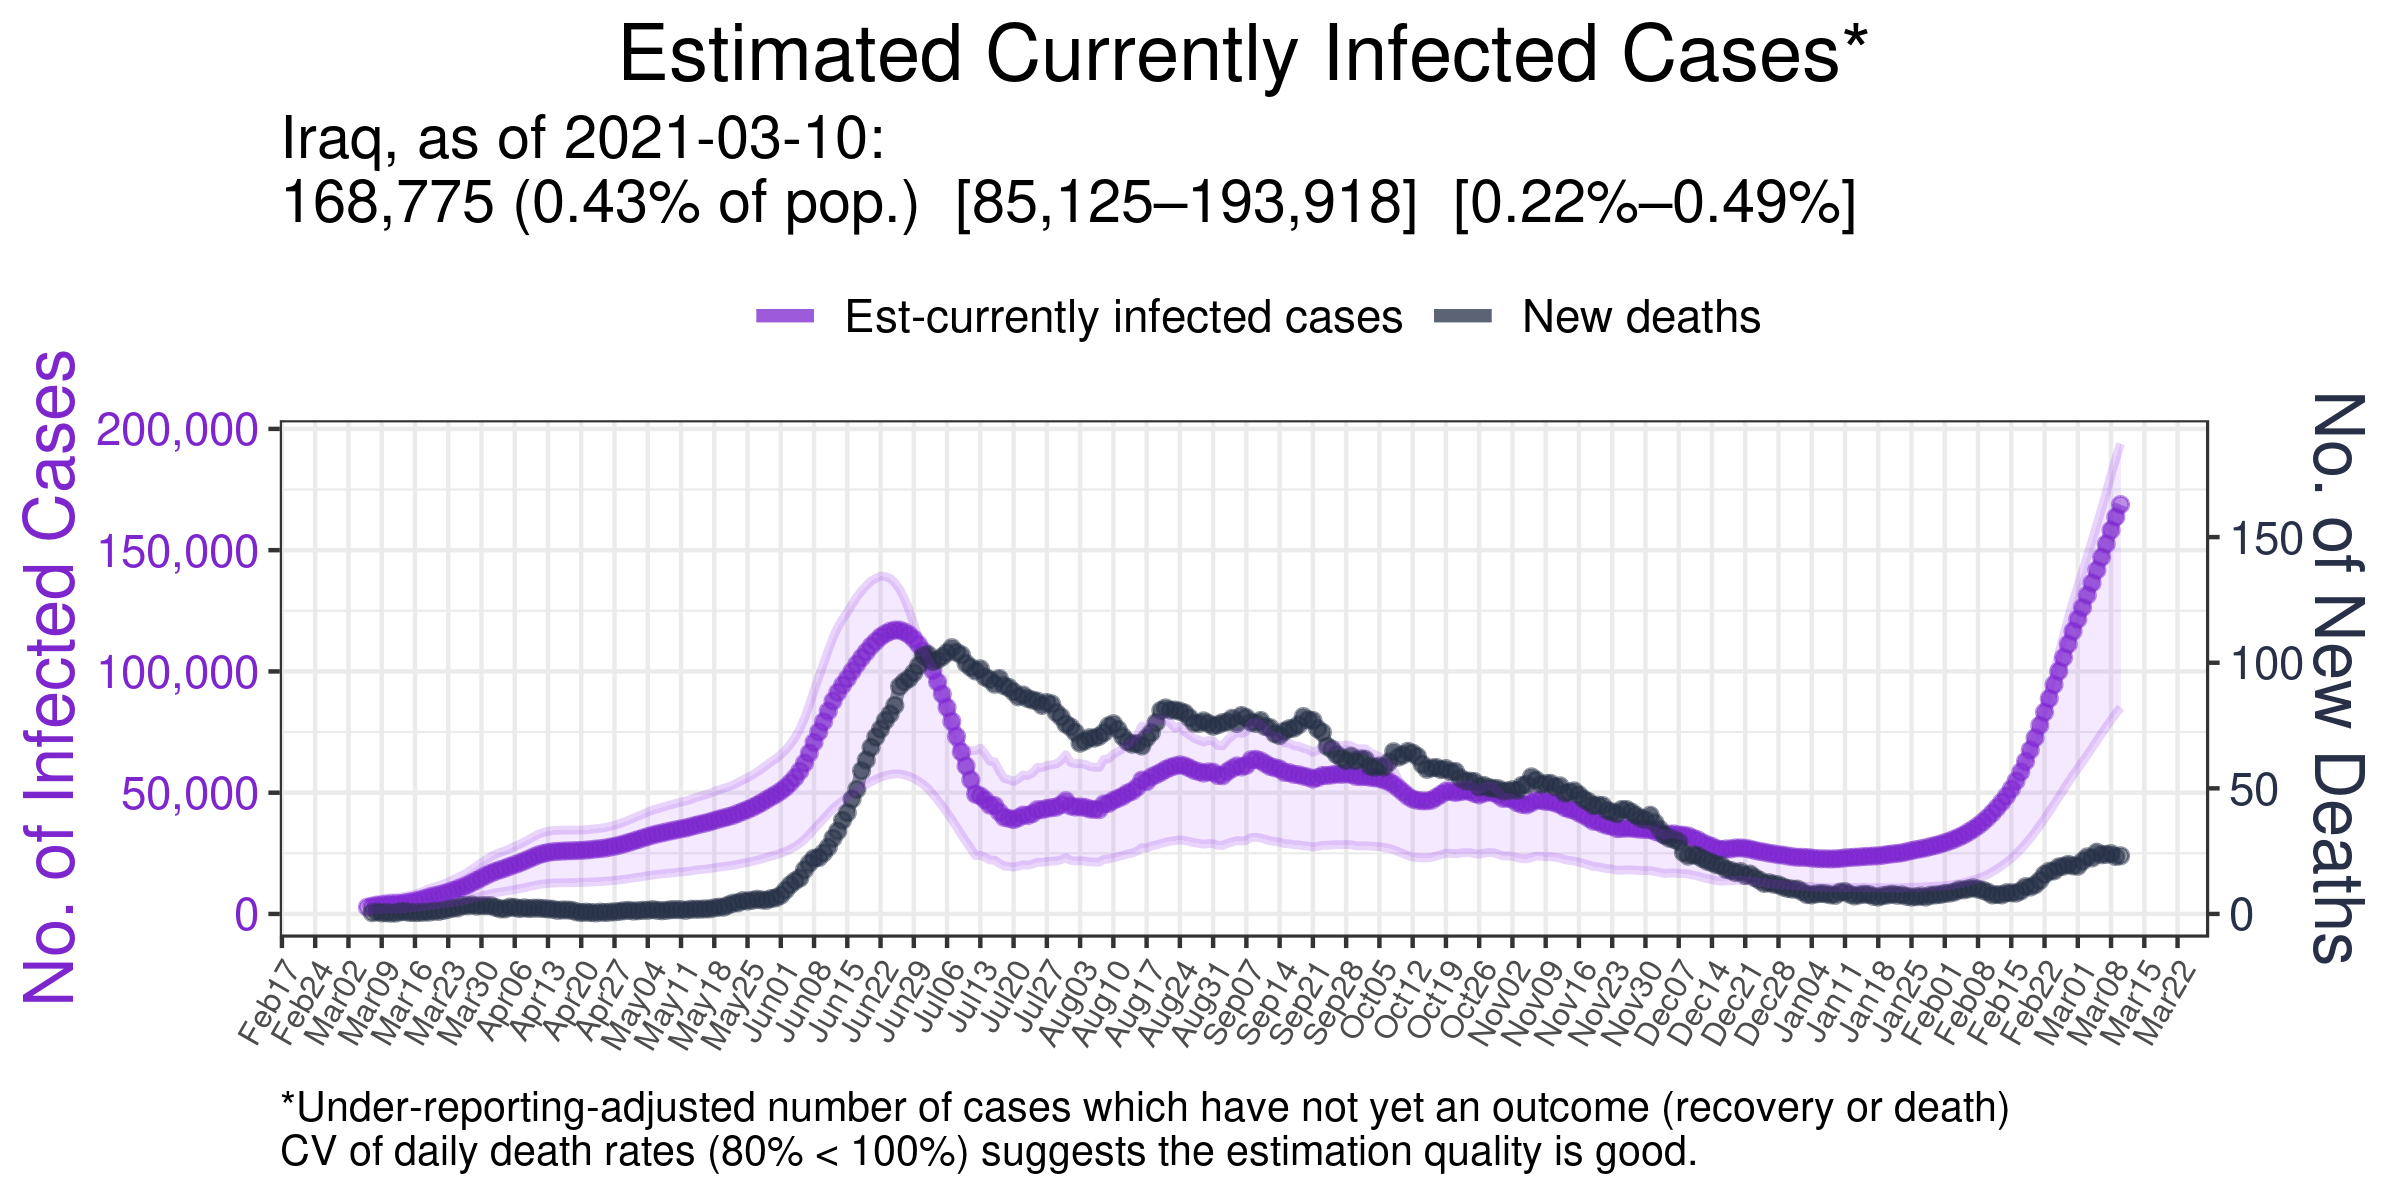 Estimated Currently Infected Cases*
Iraq, as of 2021-03-10:
168,775 (0.43% of pop.) [85,125–193,918] [0.22%–0.49%]
Est-currently infected cases
New deaths
No. of Infected Cases
200,000
150,000
100,000
50,000
0
No. of New Deaths
150
100
50
0
Feb17
Feb24
Mar02
Mar09
Mar16
Mar23
Mar30
Apr06
Apr13
Apr20
Apr27
May04
May11
May18
May25
Jun01
Jun08
Jun15
Jun22
Jun29
Jul06
Jul13
Jul20
Jul27
Aug03
Aug10
Aug17
Aug24
Aug31
Sep07
Sep14
Sep21
Sep28
Oct05
Oct12
Oct19
Oct26
Nov02
Nov09
Nov16
Nov23
Nov30
Dec07
Dec14
Dec21
Dec28
Jan04
Jan11
Jan18
Jan25
Feb01
Feb08
Feb15
Feb22
Mar01
Mar08
Mar15
Mar22
*Under-reporting-adjusted number of cases which have not yet an outcome (recovery or death)
CV of daily death rates (80% < 100%) suggests the estimation quality is good.